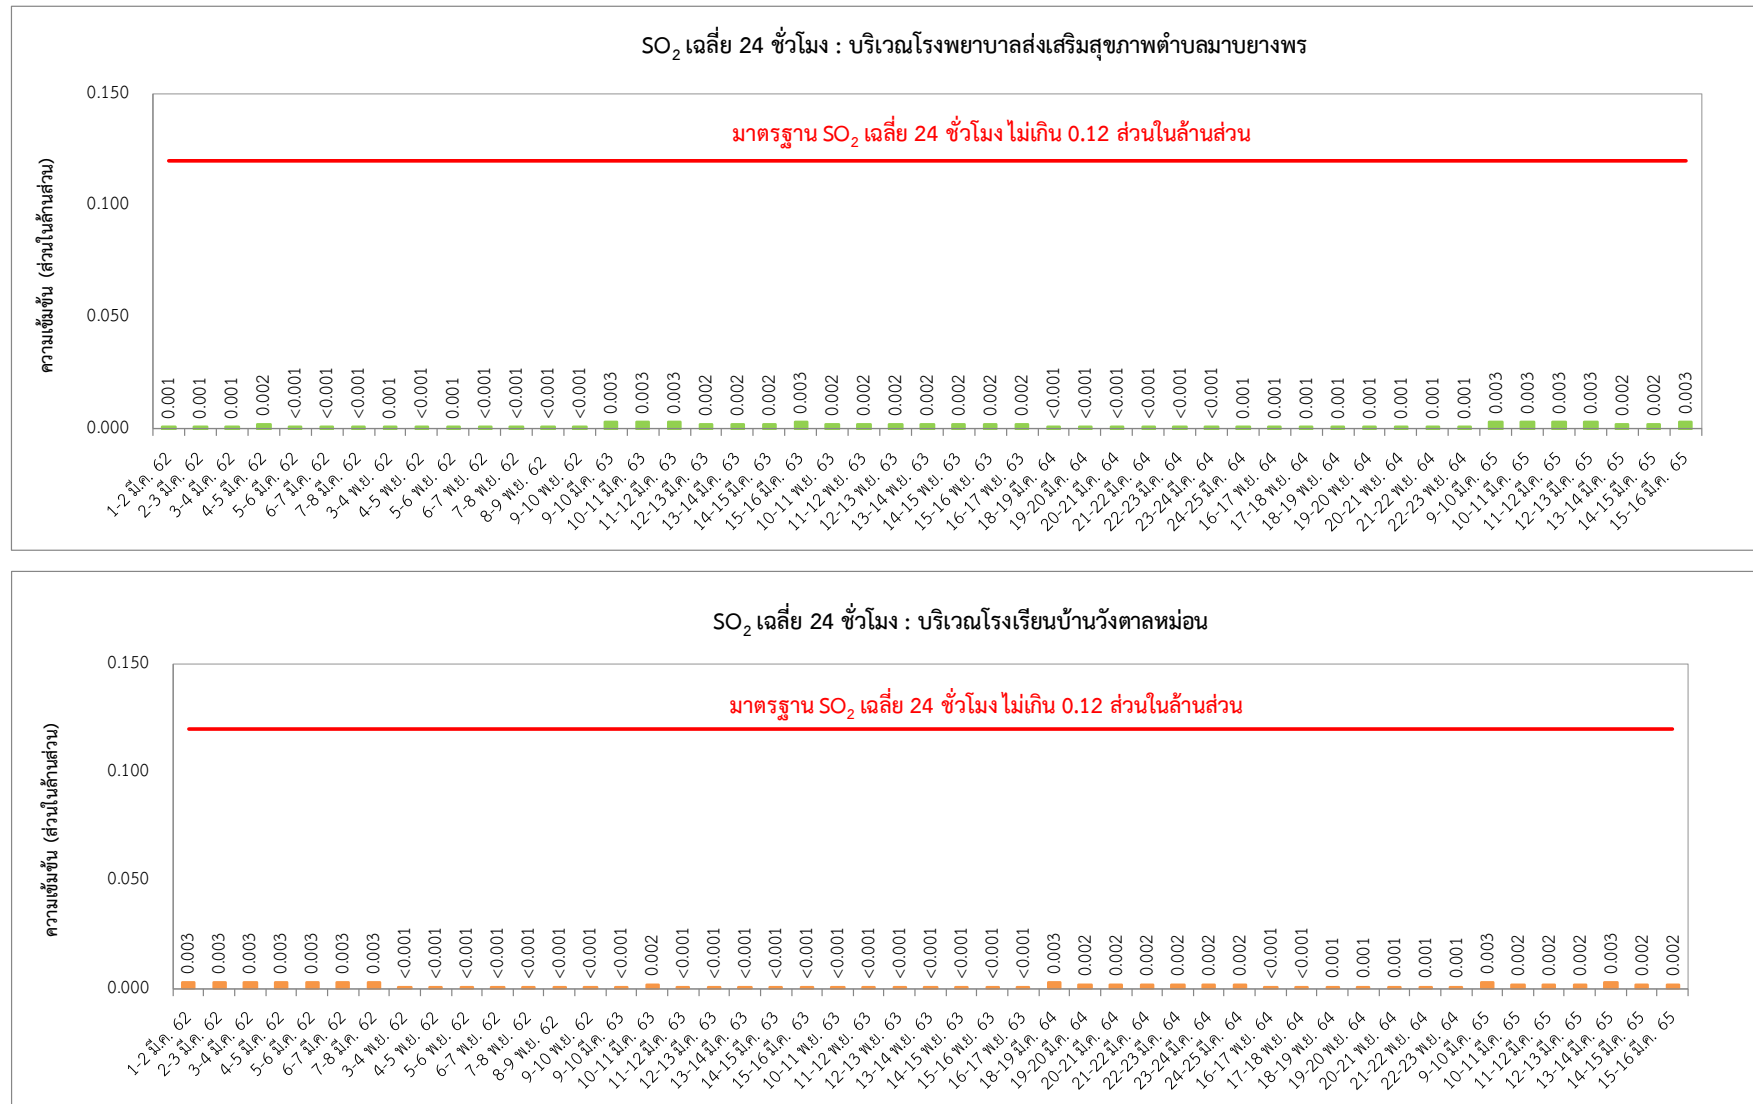 SO2 เฉลี่ย 24 ชั่วโมง : บริเวณโรงพยาบาลส่งเสริมสุขภาพตำบลมาบยางพร
ความเข้มข้น (ส่วนในล้านส่วน)
0.150
0.100
0.050
0.000
มาตรฐาน SO2 เฉลี่ย 24 ชั่วโมง ไม่เกิน 0.12 ส่วนในล้านส่วน
0.001 0.001 0.001 0.002 <0.001 <0.001 <0.001 0.001 <0.001 0.001 <0.001 <0.001 <0.001 <0.001 0.003 0.003 0.003 0.002 0.002 0.002 0.003 0.002 0.002 0.002 0.002 0.002 0.002 0.002 <0.001 <0.001 <0.001 <0.001 <0.001 <0.001 0.001 0.001 0.001 0.001 0.001 0.001 0.001 0.001 0.003 0.003 0.003 0.003 0.002 0.002 0.003
1-2 มี.ค. 62
2-3 มี.ค. 62
3-4 มี.ค. 62
4-5 มี.ค. 62
5-6 มี.ค. 62
6-7 มี.ค. 62
7-8 มี.ค. 62
3-4 พ.ย. 62
4-5 พ.ย. 62
5-6 พ.ย. 62
6-7 พ.ย. 62
7-8 พ.ย. 62
8-9 พ.ย. 62
9-10 พ.ย. 62
9-10 มี.ค. 63
10-11 มี.ค. 63
11-12 มี.ค. 63
12-13 มี.ค. 63
13-14 มี.ค. 63
14-15 มี.ค. 63
15-16 มี.ค. 63
10-11 พ.ย. 63
11-12 พ.ย. 63
12-13 พ.ย. 63
13-14 พ.ย. 63
14-15 พ.ย. 63
15-16 พ.ย. 63
16-17 พ.ย. 63
18-19 มี.ค. 64
19-20 มี.ค. 64
20-21 มี.ค. 64
21-22 มี.ค. 64
22-23 มี.ค. 64
23-24 มี.ค. 64
24-25 มี.ค. 64
16-17 พ.ย. 64
17-18 พ.ย. 64
18-19 พ.ย. 64
19-20 พ.ย. 64
20-21 พ.ย. 64
21-22 พ.ย. 64
22-23 พ.ย. 64
9-10 มี.ค. 65
10-11 มี.ค. 65
11-12 มี.ค. 65
12-13 มี.ค. 65
13-14 มี.ค. 65
14-15 มี.ค. 65
15-16 มี.ค. 65
SO2 เฉลี่ย 24 ชั่วโมง : บริเวณโรงเรียนบ้านวังตาลหม่อน
ความเข้มข้น (ส่วนในล้านส่วน)
0.150
0.100
0.050
0.000
มาตรฐาน SO2 เฉลี่ย 24 ชั่วโมง ไม่เกิน 0.12 ส่วนในล้านส่วน
0.003 0.003 0.003 0.003 0.003 0.003 0.003 <0.001 <0.001 <0.001 <0.001 <0.001 <0.001 <0.001 <0.001 0.002 <0.001 <0.001 <0.001 <0.001 <0.001 <0.001 <0.001 <0.001 <0.001 <0.001 <0.001 <0.001 0.003 0.002 0.002 0.002 0.002 0.002 0.002 <0.001 <0.001 0.001 0.001 0.001 0.001 0.001 0.003 0.002 0.002 0.002 0.003 0.002 0.002
1-2 มี.ค. 62
2-3 มี.ค. 62
3-4 มี.ค. 62
4-5 มี.ค. 62
5-6 มี.ค. 62
6-7 มี.ค. 62
7-8 มี.ค. 62
3-4 พ.ย. 62
4-5 พ.ย. 62
5-6 พ.ย. 62
6-7 พ.ย. 62
7-8 พ.ย. 62
8-9 พ.ย. 62
9-10 พ.ย. 62
9-10 มี.ค. 63
10-11 มี.ค. 63
11-12 มี.ค. 63
12-13 มี.ค. 63
13-14 มี.ค. 63
14-15 มี.ค. 63
15-16 มี.ค. 63
10-11 พ.ย. 63
11-12 พ.ย. 63
12-13 พ.ย. 63
13-14 พ.ย. 63
14-15 พ.ย. 63
15-16 พ.ย. 63
16-17 พ.ย. 63
18-19 มี.ค. 64
19-20 มี.ค. 64
20-21 มี.ค. 64
21-22 มี.ค. 64
22-23 มี.ค. 64
23-24 มี.ค. 64
24-25 มี.ค. 64
16-17 พ.ย. 64
17-18 พ.ย. 64
18-19 พ.ย. 64
19-20 พ.ย. 64
20-21 พ.ย. 64
21-22 พ.ย. 64
22-23 พ.ย. 64
9-10 มี.ค. 65
10-11 มี.ค. 65
11-12 มี.ค. 65
12-13 มี.ค. 65
13-14 มี.ค. 65
14-15 มี.ค. 65
15-16 มี.ค. 65